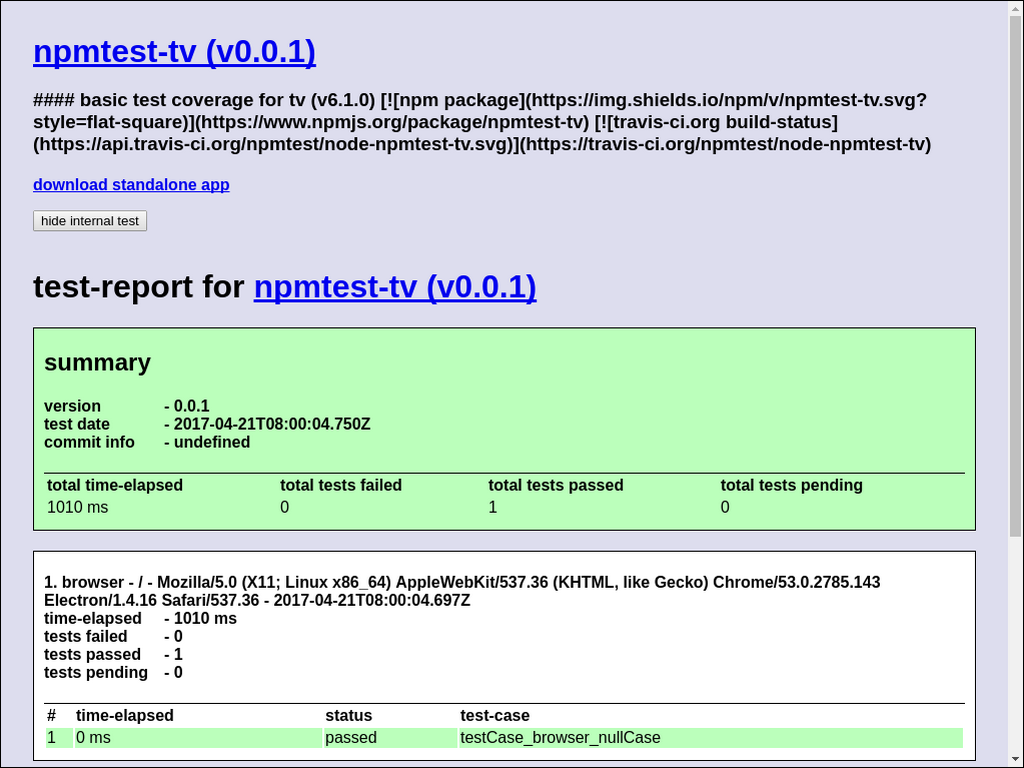 npmtest-tv (v0.0.1)
#### basic test coverage for tv (v6.1.0) [![npm package](https://img.shields.io/npm/v/npmtest-tv.svg?
style=flat-square)](https://www.npmjs.org/package/npmtest-tv) [![travis-ci.org build-status]
(https://api.travis-ci.org/npmtest/node-npmtest-tv.svg)](https://travis-ci.org/npmtest/node-npmtest-tv)
download standalone app
hide internal test
test-report for npmtest-tv (v0.0.1)
summary
version - 0.0.1
test date - 2017-04-21T08:00:04.750Z
commit info - undefined
total time-elapsed total tests failed total tests passed total tests pending
1010 ms 0 1 0
1. browser - / - Mozilla/5.0 (X11; Linux x86_64) AppleWebKit/537.36 (KHTML, like Gecko) Chrome/53.0.2785.143
Electron/1.4.16 Safari/537.36 - 2017-04-21T08:00:04.697Z
time-elapsed - 1010 ms
tests failed - 0
tests passed - 1
tests pending - 0
# time-elapsed status test-case
1 0 ms passed testCase_browser_nullCase